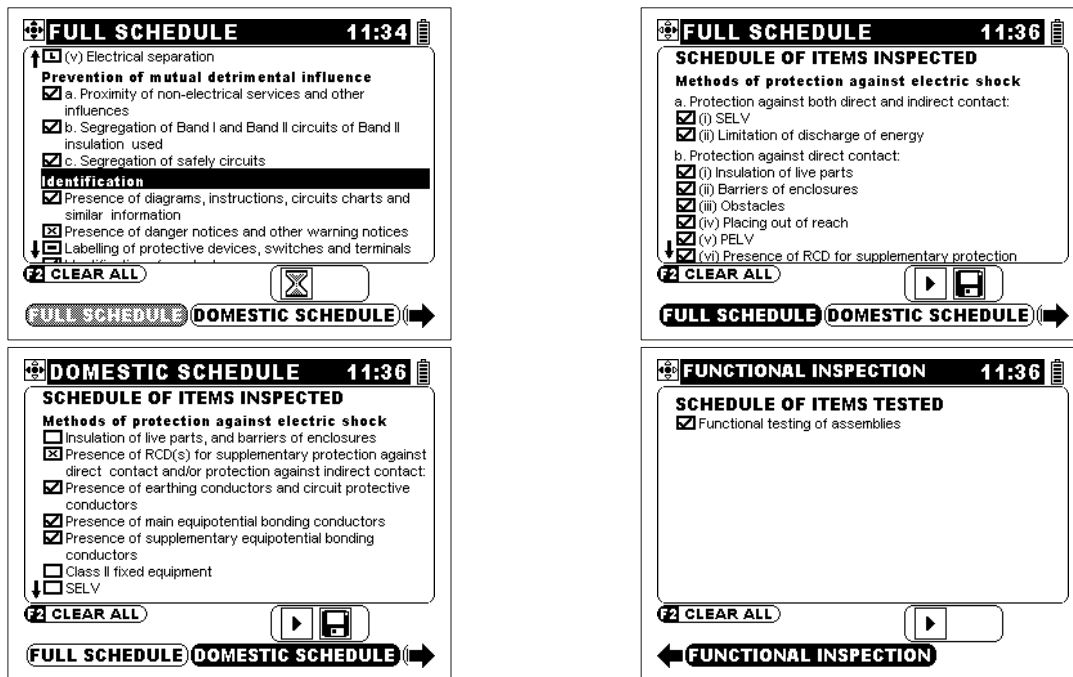 FULL SCHEDULE 11:34
L (v) Electrical separation
Prevention of mutual detrimental influence
a. Proximity of non-electrical services and other
influences
b. Segregation of Band I and Band II circuits of Band II
insulation used
c. Segregation of safely circuits
Identification
Presence of diagrams, instructions, circuits charts and
similar information
Presence of danger notices and other warning notices
Labelling of protective devices, switches and terminals
F2 CLEAR ALL
FULL SCHEDULE DOMESTIC SCHEDULE
FULL SCHEDULE 11:36
SCHEDULE OF ITEMS INSPECTED
Methods of protection against electric shock
a. Protection against both direct and indirect contact:
(i) SELV
(ii) Limitation of discharge of energy
b. Protection against direct contact:
(i) Insulation of live parts
(ii) Barriers of enclosures
(iii) Obstacles
(iv) Placing out of reach
(v) PELV
(vi) Presence of RCD for supplementary protection
F2 CLEAR ALL
FULL SCHEDULE DOMESTIC SCHEDULE
DOMESTIC SCHEDULE 11:36
SCHEDULE OF ITEMS INSPECTED
Methods of protection against electric shock
Insulation of live parts, and barriers of enclosures
Presence of RCD(s) for supplementary protection against
direct contact and/or protection against indirect contact:
Presence of earthing conductors and circuit protective
conductors
Presence of main equipotential bonding conductors
Presence of supplementary equipotential bonding
conductors
Class II fixed equipment
SELV
F2 CLEAR ALL
FULL SCHEDULE DOMESTIC SCHEDULE
FUNCTIONAL INSPECTION 11:36
SCHEDULE OF ITEMS TESTED
Functional testing of assemblies
F2 CLEAR ALL
FUNCTIONAL INSPECTION